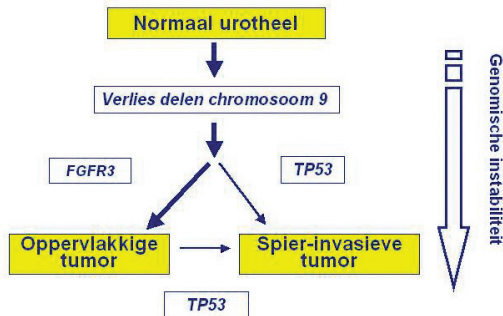 Normaal urotheel
Verlies delen chromosoom 9
FGFR3
TP53
Oppervlakkige
tumor
Spier-invasieve
tumor
TP53
Genomische instabiliteit